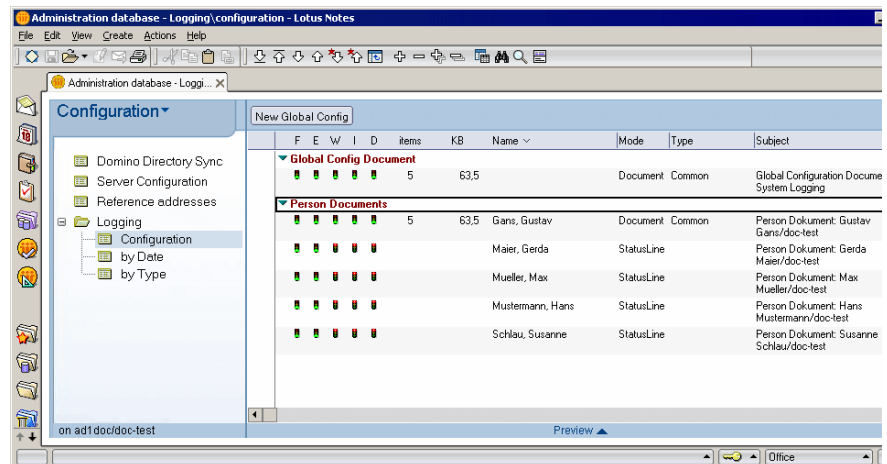 Administration database - Logging\configuration - Lotus Notes
File Edit View Create Actions Help
Administration database - Loggi...
Configuration
New Global Config
F E W I D items KB Name Mode Type Subject
Domino Directory Sync
Server Configuration
Reference addresses
Logging
Configuration
by Date
by Type
Global Config Document
5 63,5 Document Common Global Configuration Docume
System Logging
Person Documents
5 63,5 Gans, Gustav Document Common Person Dokument: Gustav
Gans/doc-test
Maier, Gerda StatusLine Person Dokument: Gerda
Maier/doc-test
Mueller, Max StatusLine Person Dokument: Max
Mueller/doc-test
Mustermann, Hans StatusLine Person Dokument: Hans
Mustermann/doc-test
Schlau, Susanne StatusLine Person Dokument: Susanne
Schlau/doc-test
on ad1doc/doc-test
Preview
Office